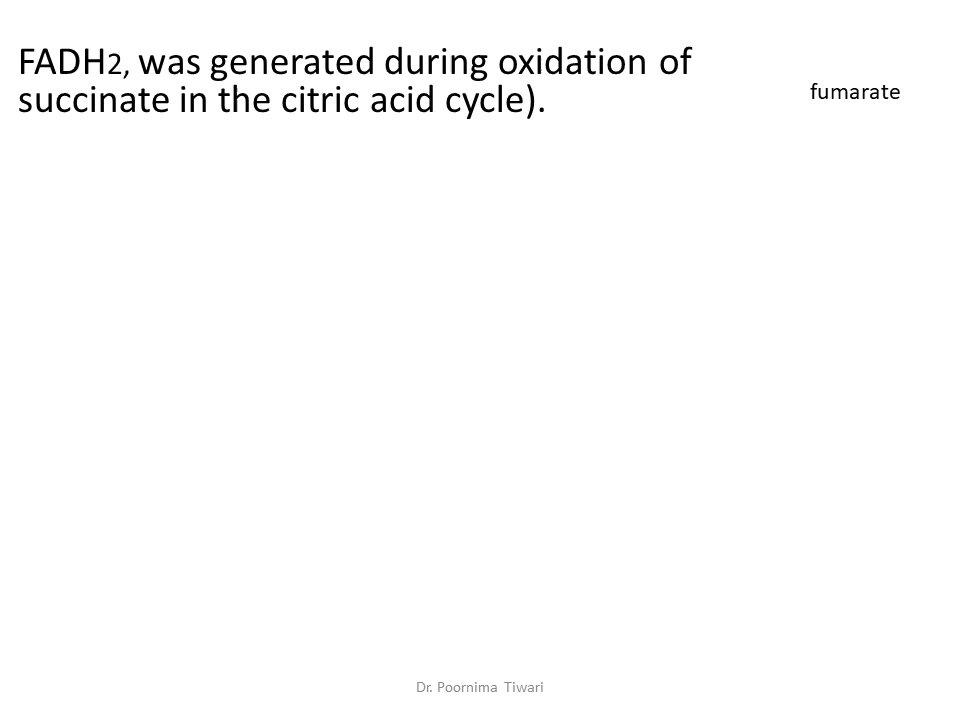 FADH2, was generated during oxidation of
succinate in the citric acid cycle).
fumarate
Dr. Poornima Tiwari